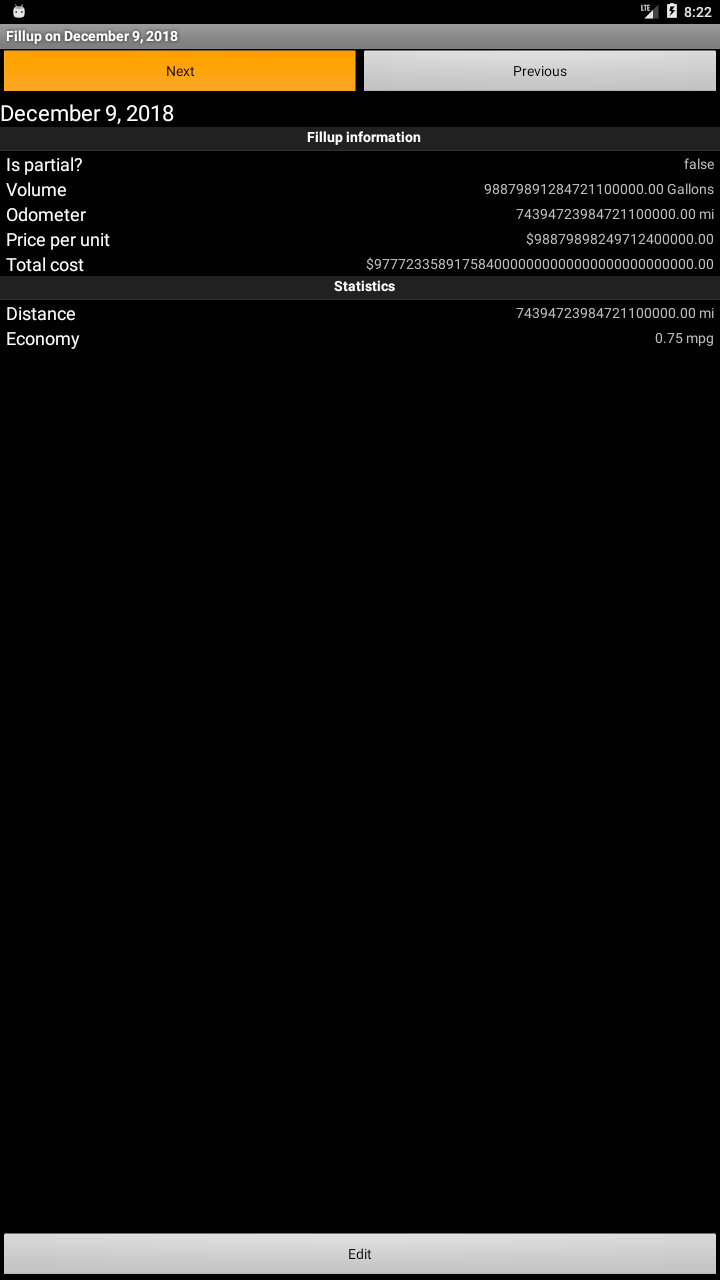 LTE 8:22
Fillup on December 9, 2018
Next Previous
December 9, 2018
Fillup information
Is partial? false
Volume 98879891284721100000.00 Gallons
Odometer 74394723984721100000.00 mi
Price per unit $98879898249712400000.00
Total cost $9777233589175840000000000000000000000000.00
Statistics
Distance 74394723984721100000.00 mi
Economy 0.75 mpg
Edit